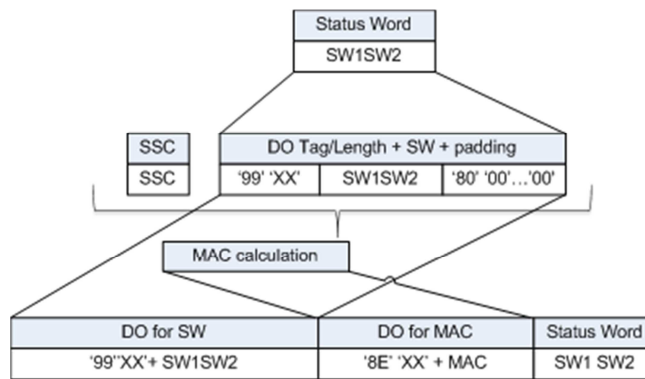 Status Word
SW1SW2
SSC
DO Tag/Length + SW + padding
SSC
‘99’ ‘XX’
SW1SW2
‘80’ ‘00’...’00’
MAC calculation
DO for SW
DO for MAC
Status Word
‘99’’XX’+ SW1SW2
‘8E’ ‘XX’ + MAC
SW1 SW2